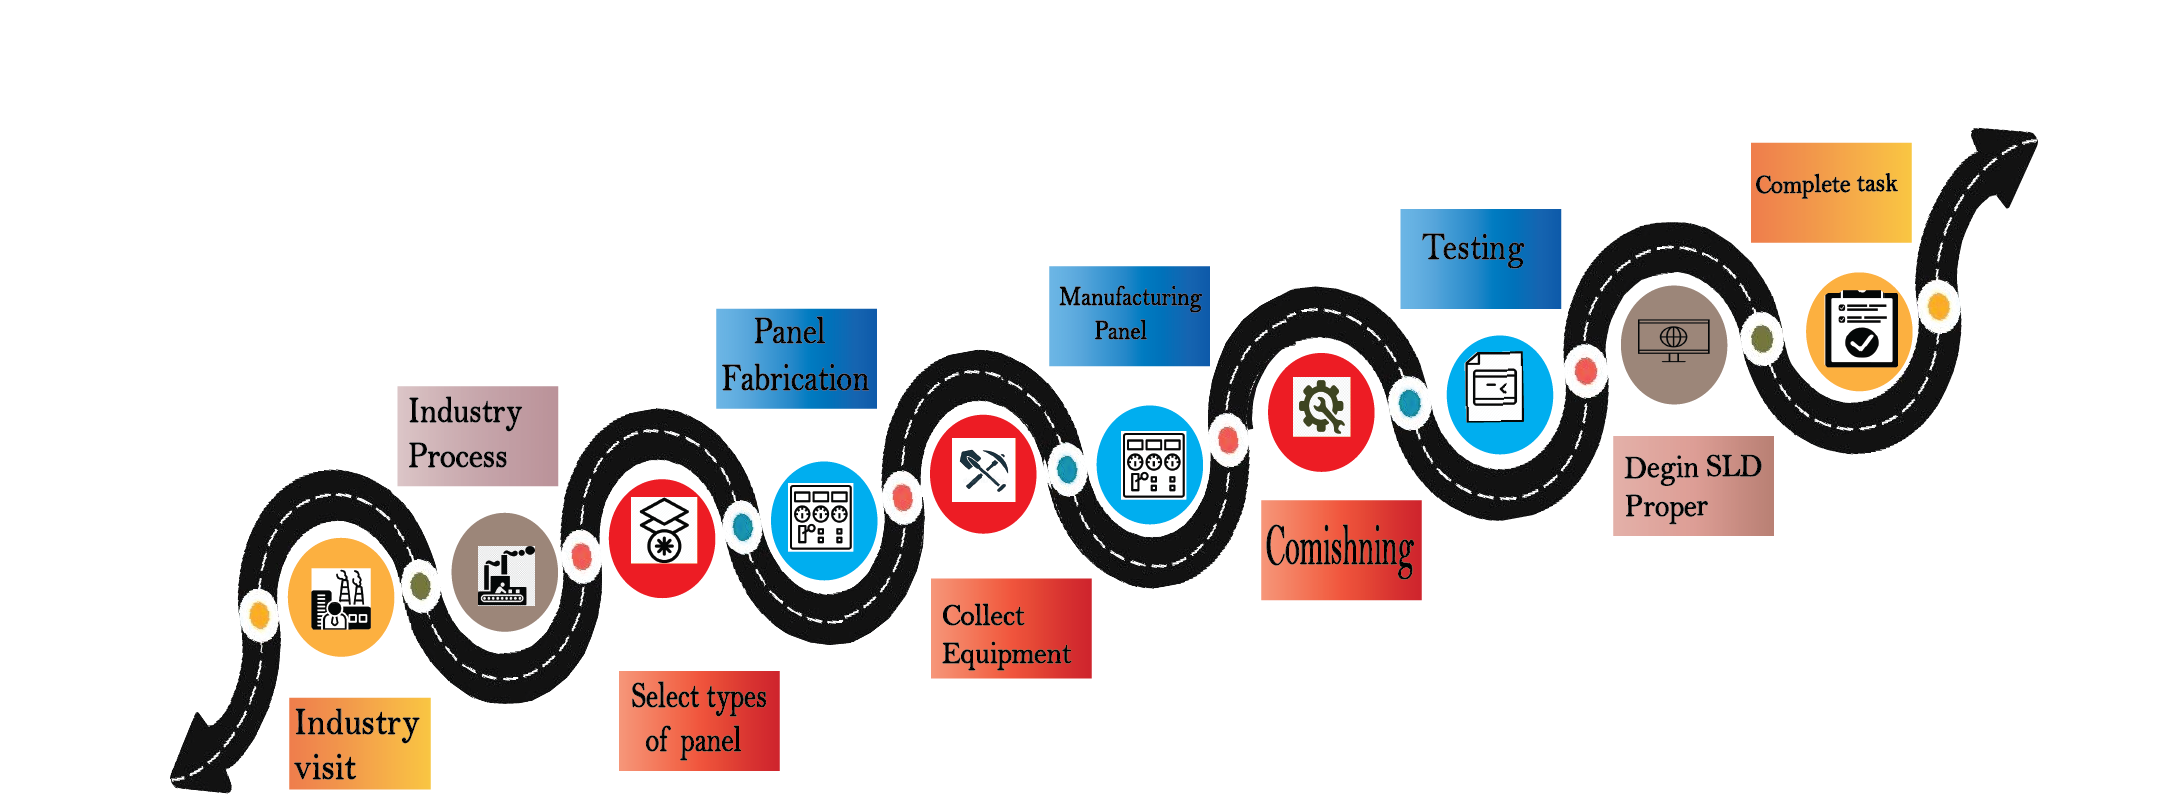 Industry
visit
Industry
Process
Select types
of panel
Panel
Fabrication
Collect
Equipment
Manufacturing
Panel
Comishning
Testing
Degin SLD
Proper
Complete task